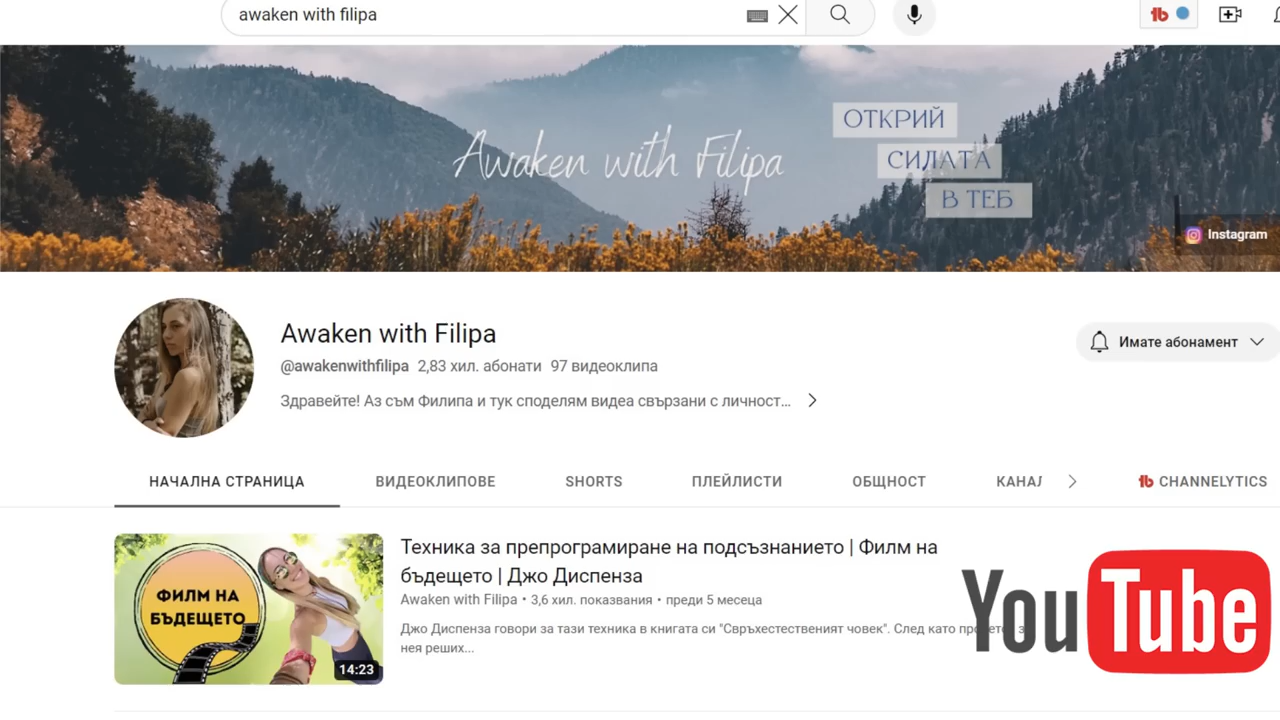 awaken with filipa
Awaken with Filipa
ОТКРИЙ
СИЛАТА
В ТЕБ
Instagram
Awaken with Filipa
@awakenwithfilipa 2,83 хил. абонати 97 видеоклипа
Имате абонамент
Здравейте! Аз съм Филипа и тук споделям видеа свързани с личност...
НАЧАЛНА СТРАНИЦА ВИДЕОКЛИПОВЕ SHORTS ПЛЕЙЛИСТИ ОБЩНОСТ КАНАЛ CHANNELYTICS
ФИЛМ НА
БЪДЕЩЕТО
14:23
Техника за препрограмиране на подсъзнанието | Филм на
бъдещето | Джо Диспенза
Awaken with Filipa • 3,6 хил. показвания • преди 5 месеца
Джо Диспенза говори за тази техника в книгата си "Свръхестественият човек". След като
нея реших...
YouTube